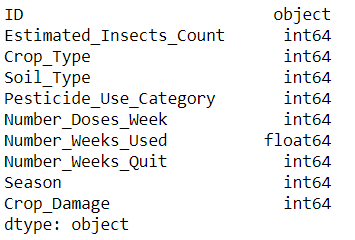 ID object
Estimated_Insects_Count int64
Crop_Type int64
Soil_Type int64
Pesticide_Use_Category int64
Number_Doses_Week int64
Number_Weeks_Used float64
Number_Weeks_Quit int64
Season int64
Crop_Damage int64
dtype: object